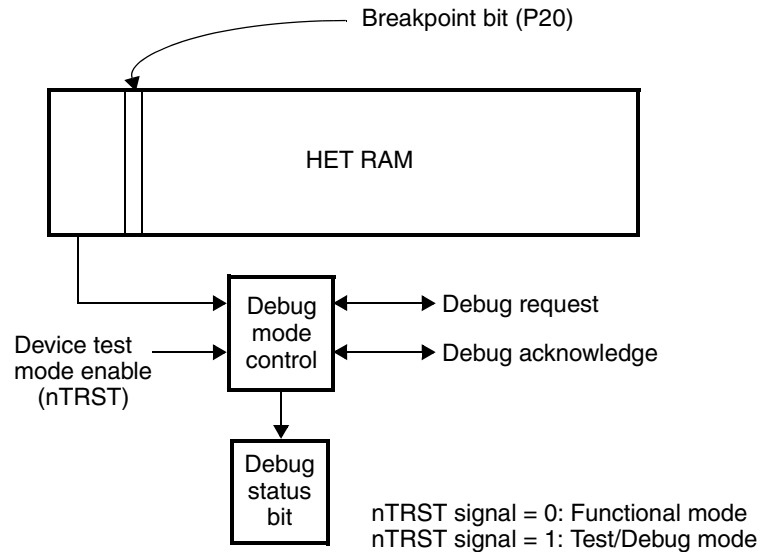 Breakpoint bit (P20)
HET RAM
Debug
mode
control
Debug request
Debug acknowledge
Device test
mode enable
(nTRST)
Debug
status
bit
nTRST signal = 0: Functional mode
nTRST signal = 1: Test/Debug mode